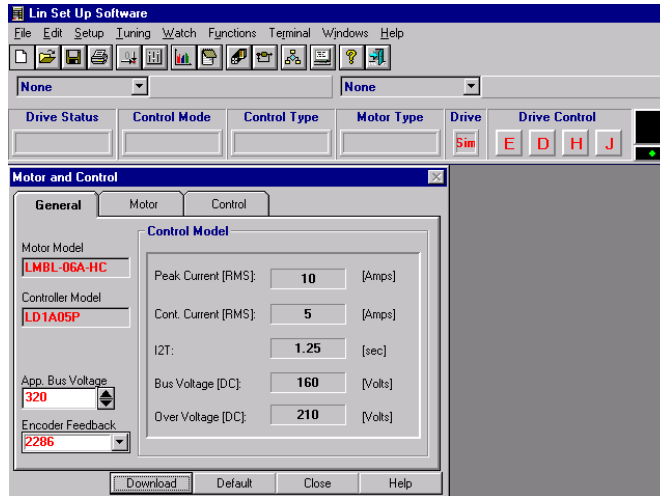 Lin Set Up Software
File Edit Setup Tuning Watch Functions Terminal Windows Help
None None
Drive Status Control Mode Control Type Motor Type Drive Drive Control
Sim E D H J
Motor and Control
General Motor Control
Control Model
Motor Model
LMBL-06A-HC
Peak Current [RMS]: 10 [Amps]
Controller Model
LD1A05P
Cont. Current [RMS]: 5 [Amps]
I2T: 1.25 [sec]
App. Bus Voltage
320
Bus Voltage [DC]: 160 [Volts]
Over Voltage [DC]: 210 [Volts]
Encoder Feedback
2286
Download Default Close Help